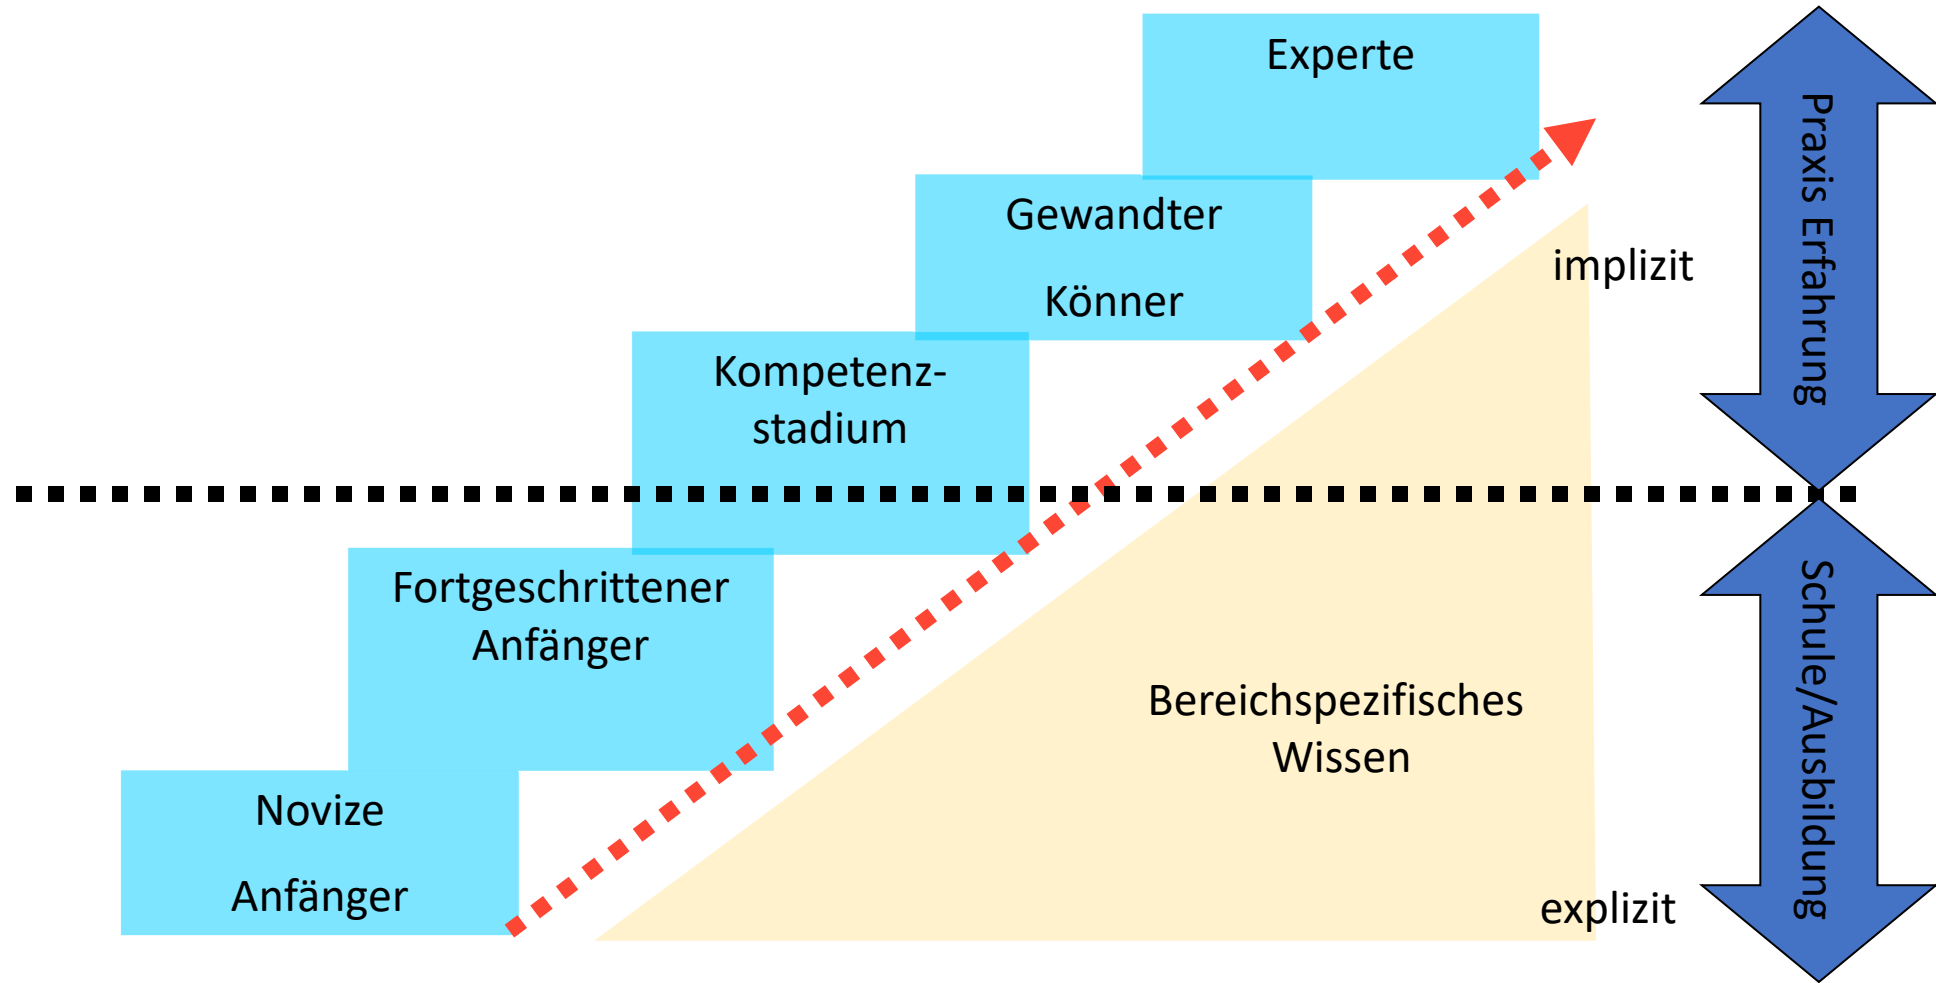 Experte
Gewandter
Könner
Kompetenz-
stadium
Fortgeschrittener
Anfänger
Novize
Anfänger
implizit
Bereichspezifisches
Wissen
explizit
Praxis Erfahrung
Schule/Ausbildung